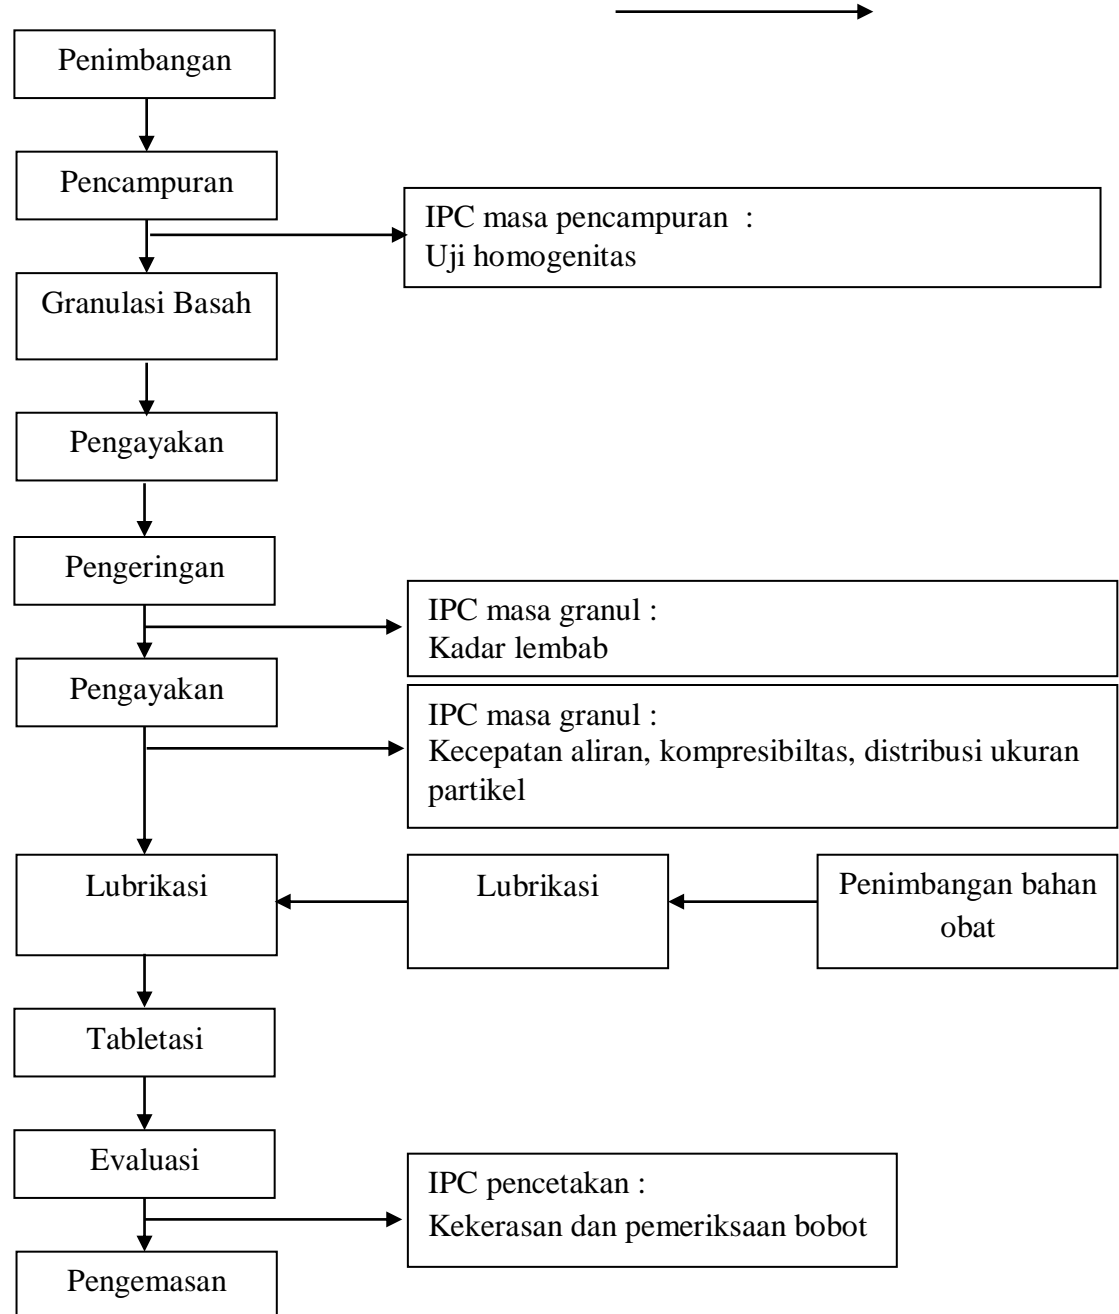 Penimbangan
Pencampuran
IPC masa pencampuran :
Uji homogenitas
Granulasi Basah
Pengayakan
Pengeringan
IPC masa granul :
Kadar lembab
Pengayakan
IPC masa granul :
Kecepatan aliran, kompresibiltas, distribusi ukuran
partikel
Lubrikasi
Lubrikasi
Penimbangan bahan
obat
Tabletasi
Evaluasi
IPC pencetakan :
Kekerasan dan pemeriksaan bobot
Pengemasan